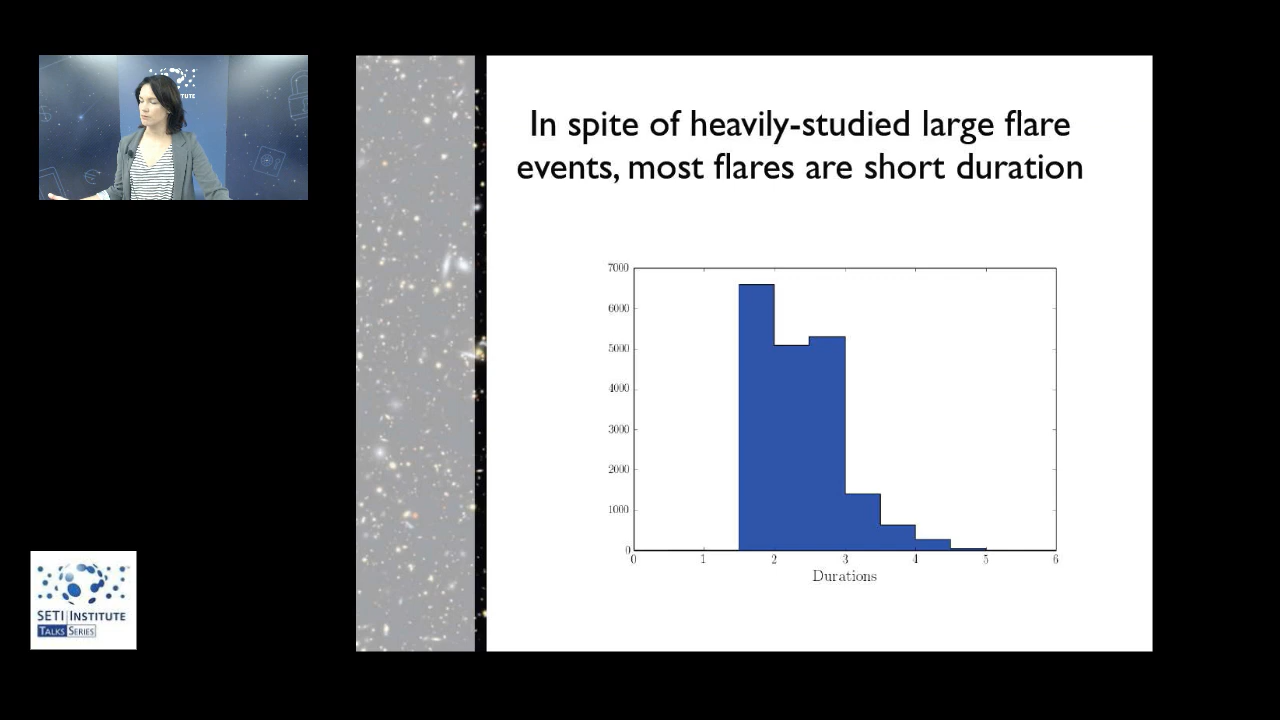 TUTE
In spite of heavily-studied large flare
events, most flares are short duration
7000
6000
5000
4000
3000
2000
1000
0
0 1 2 3 4 5 6
Durations
SETI INSTITUTE
TALKS SERIES